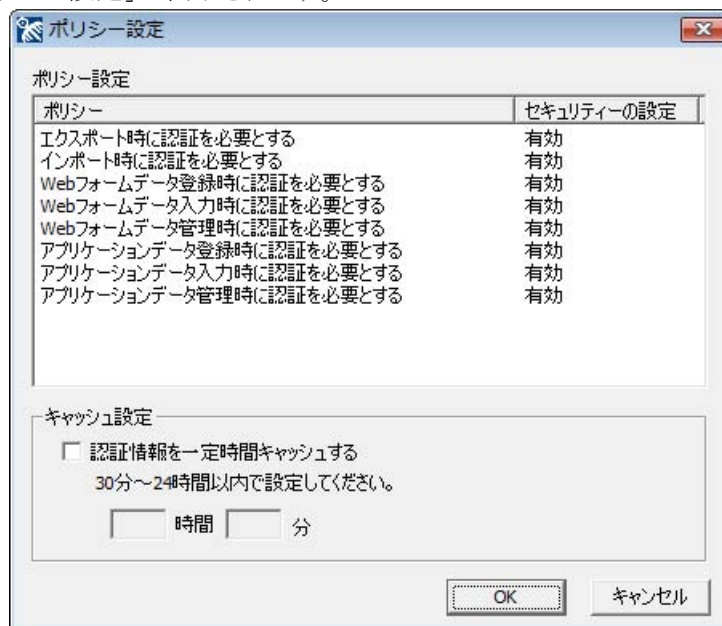 ポリシー設定
ポリシー設定
ポリシー セキュリティーの設定
エクスポート時に認証を必要とする 有効
インポート時に認証を必要とする 有効
Webフォームデータ登録時に認証を必要とする 有効
Webフォームデータ入力時に認証を必要とする 有効
Webフォームデータ管理時に認証を必要とする 有効
アプリケーションデータ登録時に認証を必要とする 有効
アプリケーションデータ入力時に認証を必要とする 有効
アプリケーションデータ管理時に認証を必要とする 有効
キャッシュ設定
認証情報を一定時間キャッシュする
30分～24時間以内で設定してください。
時間 分
OK キャンセル